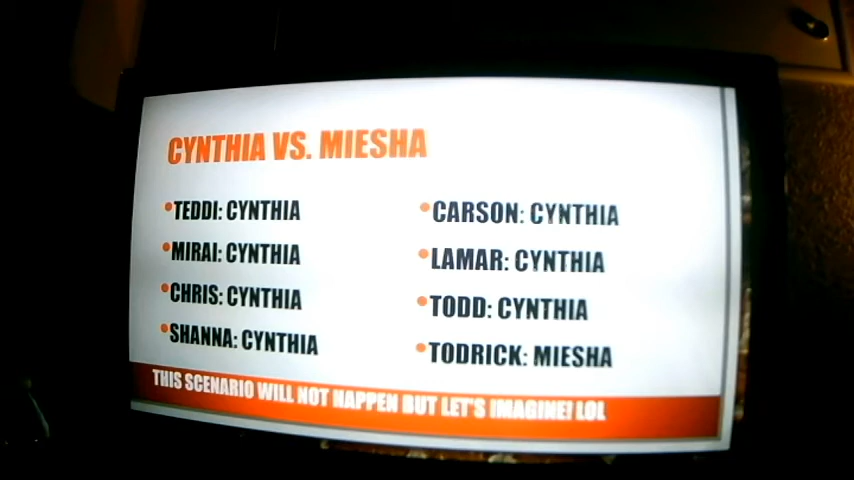 CYNTHIA VS. MIESHA
•TEDDI: CYNTHIA
•MIRAI: CYNTHIA
•CHRIS: CYNTHIA
•SHANNA: CYNTHIA
•CARSON: CYNTHIA
•LAMAR: CYNTHIA
•TODD: CYNTHIA
•TODRICK: MIESHA
THIS SCENARIO WILL NOT HAPPEN BUT LET'S IMAGINE! LOL